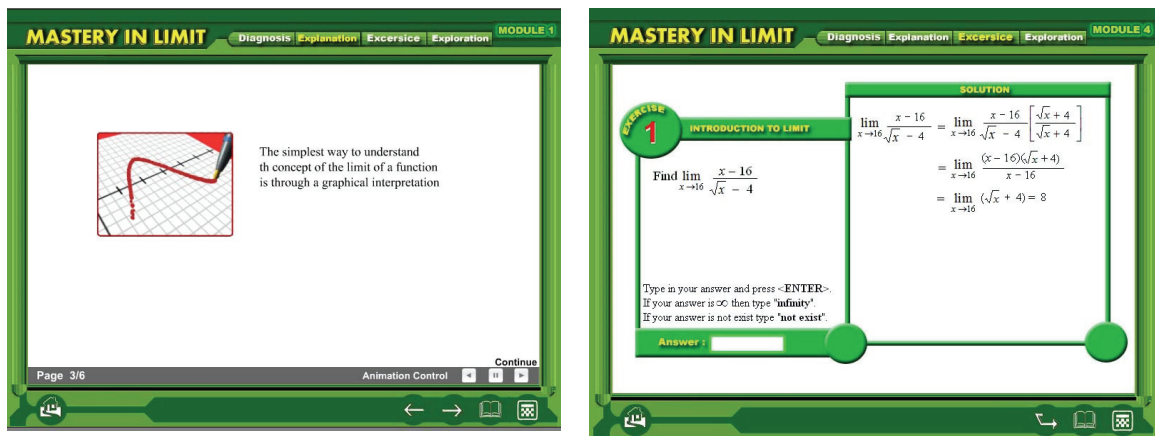 MASTERY IN LIMIT
Diagnosis Explanation Excersice Exploration
MODULE 1
The simplest way to understand
th concept of the limit of a function
is through a graphical interpretation
Continue
Page 3/6
Animation Control
MASTERY IN LIMIT
Diagnosis Explanation Excersice Exploration
MODULE 4
EXERCISE
1
INTRODUCTION TO LIMIT
Find lim x→16 (x − 16)/(√x − 4)
Type in your answer and press <ENTER>.
If your answer is ∞ then type "infinity".
If your answer is not exist type "not exist".
Answer :
SOLUTION
lim x→16 (x − 16)/(√x − 4) = lim x→16 (x − 16)/(√x − 4) [(√x + 4)/(√x + 4)]
= lim x→16 (x − 16)(√x + 4)/(x − 16)
= lim x→16 (√x + 4) = 8